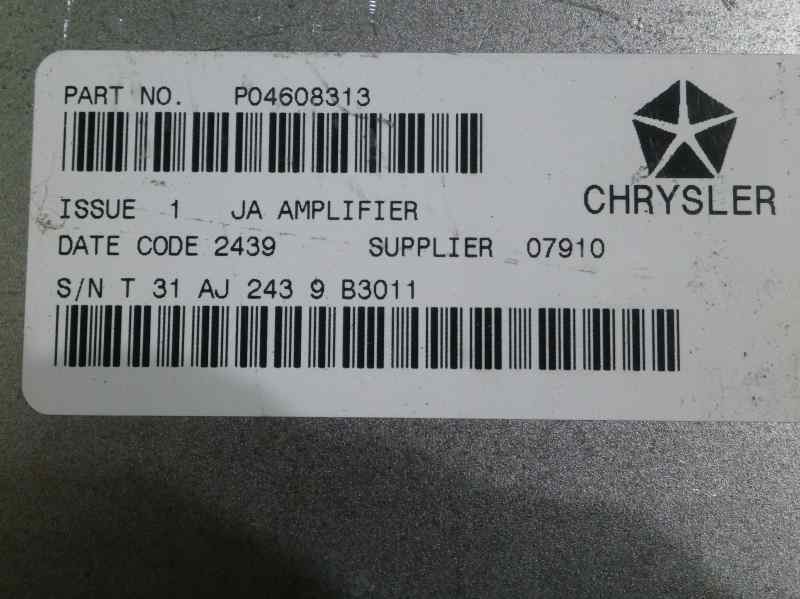 PART NO. P04608313
CHRYSLER
ISSUE 1 JA AMPLIFIER
DATE CODE 2439 SUPPLIER 07910
S/N T 31 AJ 243 9 B3011